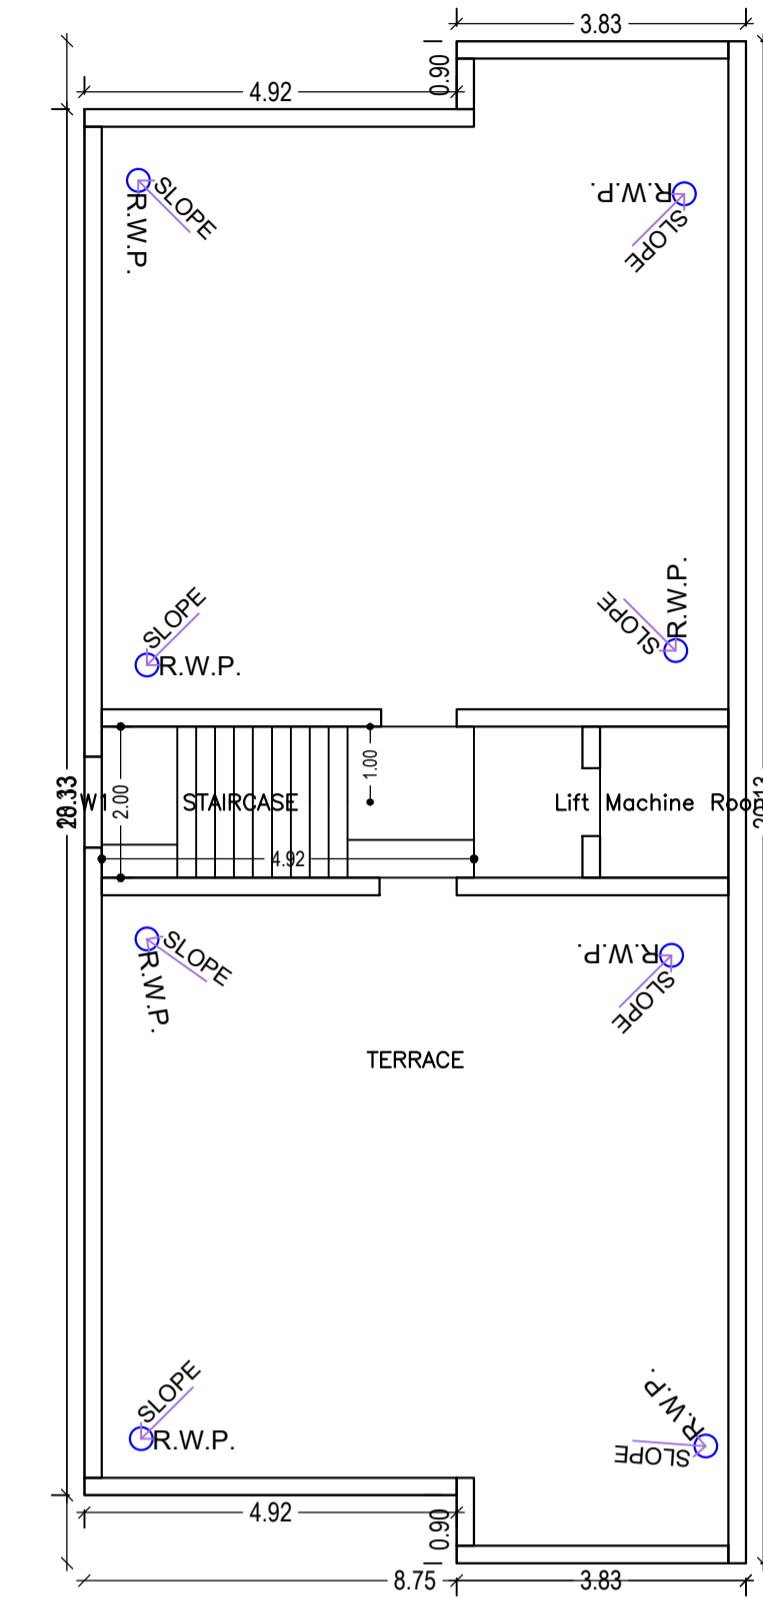 3.83
4.92
0.90
SLOPE
R.W.P.
R.W.P.
SLOPE
SLOPE
R.W.P.
R.W.P.
SLOPE
W1
2.00
STAIRCASE
1.00
4.92
Lift Machine Room
SLOPE
R.W.P.
R.W.P.
SLOPE
TERRACE
SLOPE
R.W.P.
R.W.P.
SLOPE
4.92
0.90
8.75
3.83